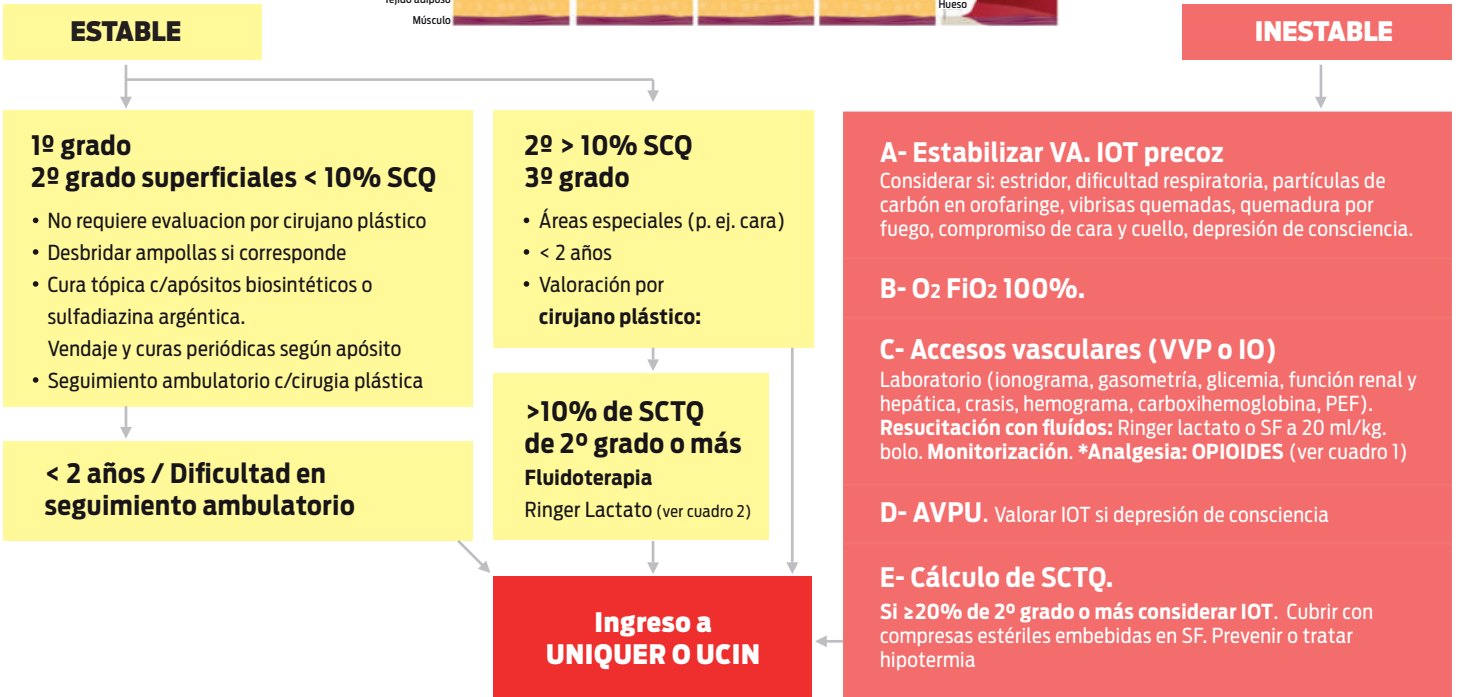 Músculo
Hueso
ESTABLE
INESTABLE
1º grado
2º grado superficiales < 10% SCQ
• No requiere evaluacion por cirujano plástico
• Desbridar ampollas si corresponde
• Cura tópica c/apósitos biosintéticos o
sulfadiazina argéntica.
Vendaje y curas periódicas según apósito
• Seguimiento ambulatorio c/cirugia plástica
< 2 años / Dificultad en
seguimiento ambulatorio
2º > 10% SCQ
3º grado
• Áreas especiales (p. ej. cara)
• < 2 años
• Valoración por
cirujano plástico:
>10% de SCTQ
de 2º grado o más
Fluidoterapia
Ringer Lactato (ver cuadro 2)
Ingreso a
UNIQUER O UCIN
A- Estabilizar VA. IOT precoz
Considerar si: estridor, dificultad respiratoria, partículas de
carbón en orofaringe, vibrisas quemadas, quemadura por
fuego, compromiso de cara y cuello, depresión de consciencia.
B- O2 FiO2 100%.
C- Accesos vasculares (VVP o IO)
Laboratorio (ionograma, gasometría, glicemia, función renal y
hepática, crasis, hemograma, carboxihemoglobina, PEF).
Resucitación con fluídos: Ringer lactato o SF a 20 ml/kg.
bolo. Monitorización. *Analgesia: OPIOIDES (ver cuadro 1)
D- AVPU. Valorar IOT si depresión de consciencia
E- Cálculo de SCTQ.
Si ≥20% de 2º grado o más considerar IOT. Cubrir con
compresas estériles embebidas en SF. Prevenir o tratar
hipotermia